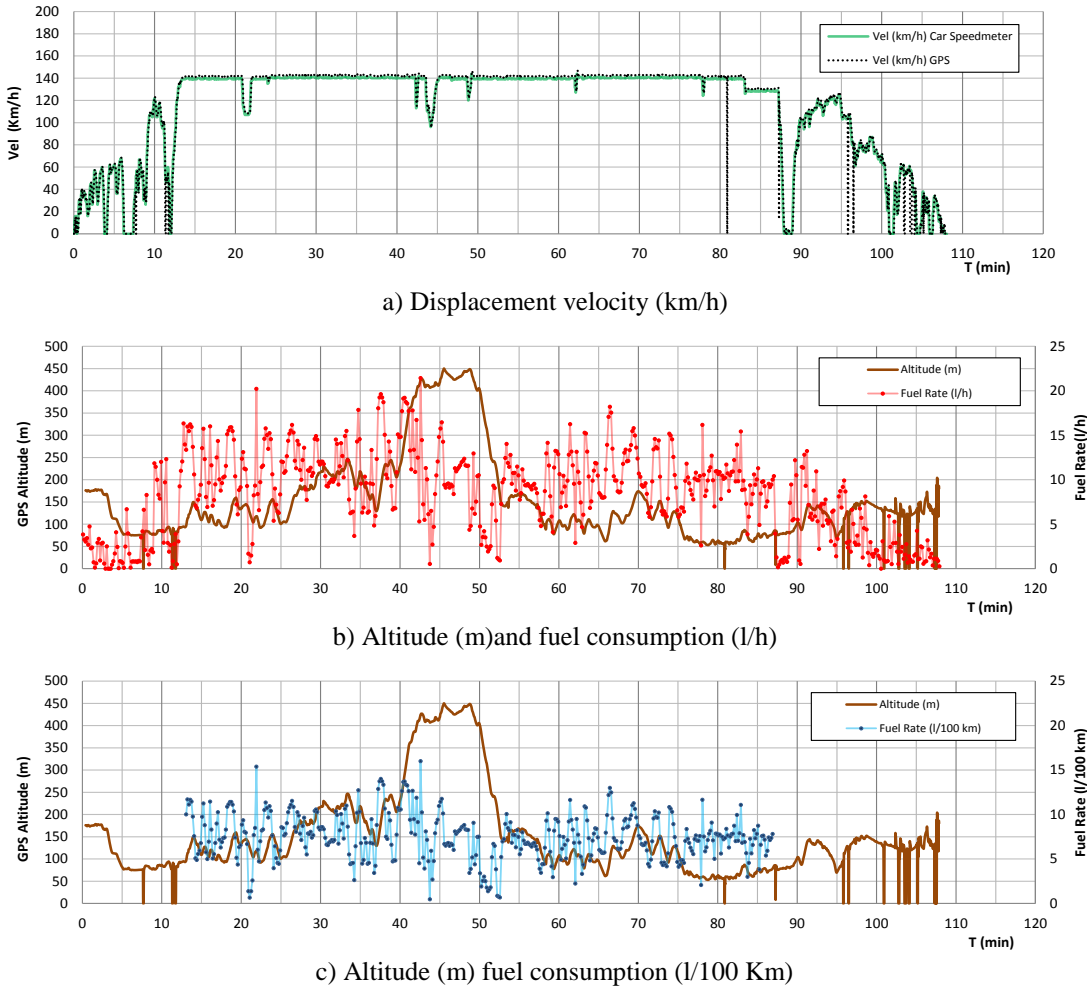 200
180
160
140
120
100
80
60
40
20
0
Vel (Km/h)
Vel (km/h) Car Speedmeter
Vel (km/h) GPS
0 10 20 30 40 50 60 70 80 90 100 110 120
T (min)
a) Displacement velocity (km/h)
500
450
400
350
300
250
200
150
100
50
0
GPS Altitude (m)
Altitude (m)
Fuel Rate (l/h)
25
20
15
10
5
0
Fuel Rate(l/h)
0 10 20 30 40 50 60 70 80 90 100 110 120
T (min)
b) Altitude (m)and fuel consumption (l/h)
500
450
400
350
300
250
200
150
100
50
0
GPS Altitude (m)
Altitude (m)
Fuel Rate (l/100 km)
25
20
15
10
5
0
Fuel Rate (l/100 km)
0 10 20 30 40 50 60 70 80 90 100 110 120
T (min)
c) Altitude (m) fuel consumption (l/100 Km)